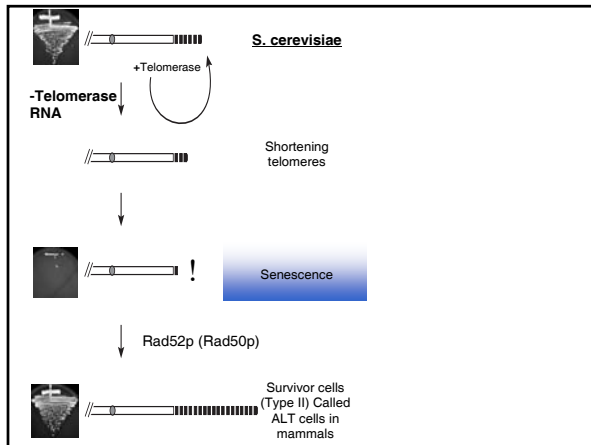 S. cerevisiae
+Telomerase
-Telomerase
RNA
Shortening
telomeres
!
Senescence
Rad52p (Rad50p)
Survivor cells
(Type II) Called
ALT cells in
mammals